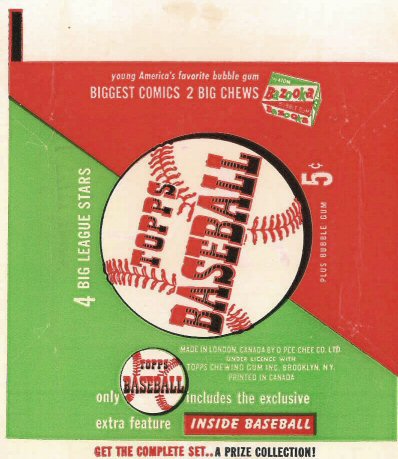 young America's favorite bubble gum
BIGGEST COMICS 2 BIG CHEWS
Bazooka
Bazooka
4 BIG LEAGUE STARS
TOPPS
BASEBALL
5¢
PLUS BUBBLE GUM
MADE IN LONDON, CANADA BY O PEE CHEE CO. LTD.
UNDER LICENCE WITH
TOPPS CHEWING GUM INC. BROOKLYN, N.Y.
PRINTED IN CANADA
only
TOPPS
BASEBALL
includes the exclusive
extra feature
INSIDE BASEBALL
GET THE COMPLETE SET.. A PRIZE COLLECTION!